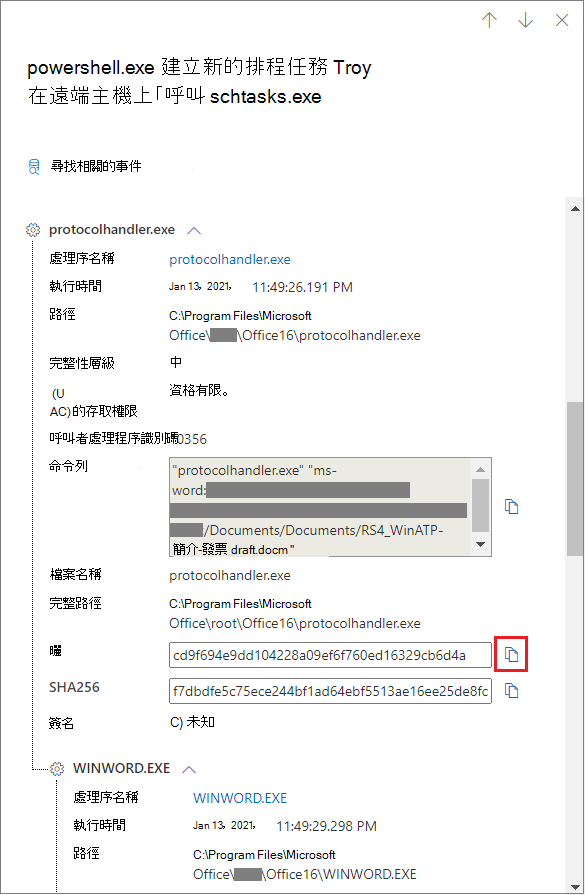 powershell.exe 建立新的排程任務 Troy
在遠端主機上「呼叫 schtasks.exe
尋找相關的事件
protocolhandler.exe
處理序名稱 protocolhandler.exe
執行時間 Jan 13, 2021, 11:49:26.191 PM
路徑 C:\Program Files\Microsoft
Office\ \Office16\protocolhandler.exe
完整性層級 中
(U 資格有限。
AC)的存取權限
呼叫者處理程序識別碼 0356
命令列 "protocolhandler.exe" "ms-
word:
/Documents/Documents/RS4_WinATP-
簡介-發票 draft.docm"
檔案名稱 protocolhandler.exe
完整路徑 C:\Program Files\Microsoft
Office\root\Office16\protocolhandler.exe
曬 cd9f694e9dd104228a09ef6f760ed16329cb6d4a
SHA256 f7dbdfe5c75ece244bf1ad64ebf5513ae16ee25de8fc
簽名 C) 未知
WINWORD.EXE
處理序名稱 WINWORD.EXE
執行時間 Jan 13, 2021, 11:49:29.298 PM
路徑 C:\Program Files\Microsoft
Office\ \Office16\WINWORD.EXE